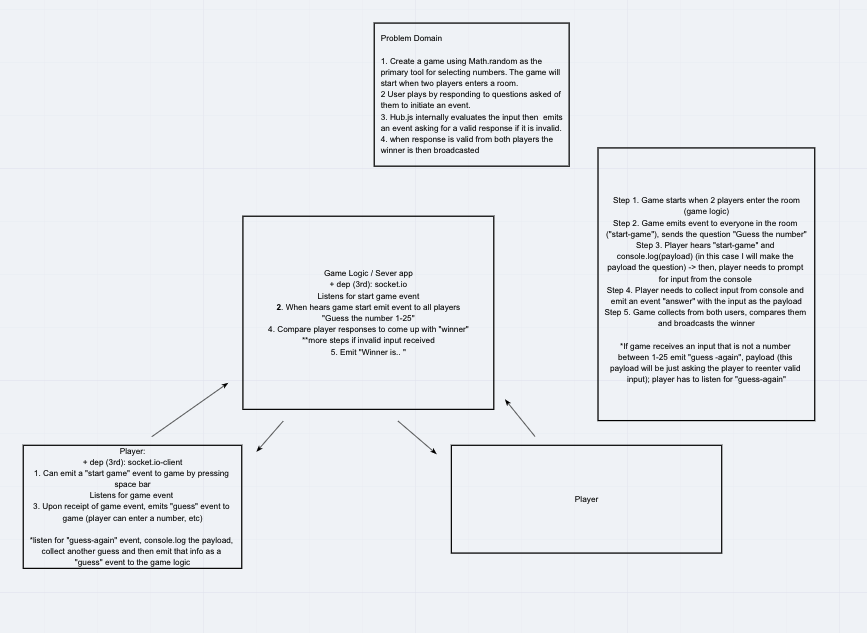 Problem Domain
1. Create a game using Math.random as the
primary tool for selecting numbers. The game will
start when two players enters a room.
2 User plays by responding to questions asked of
them to initiate an event.
3. Hub.js internally evaluates the input then  emits
an event asking for a valid response if it is invalid.
4. when response is valid from both players the
winner is then broadcasted
Step 1. Game starts when 2 players enter the room
(game logic)
Step 2. Game emits event to everyone in the room
("start-game"), sends the question "Guess the number"
Step 3. Player hears "start-game" and
console.log(payload) (in this case I will make the
payload the question) -> then, player needs to prompt
for input from the console
Step 4. Player needs to collect input from console and
emit an event "answer" with the input as the payload
Step 5. Game collects from both users, compares them
and broadcasts the winner
*If game receives an input that is not a number
between 1-25 emit "guess -again", payload (this
payload will be just asking the player to reenter valid
input); player has to listen for "guess-again"
Game Logic / Sever app
+ dep (3rd): socket.io
Listens for start game event
2. When hears game start emit event to all players
"Guess the number 1-25"
4. Compare player responses to come up with "winner"
**more steps if invalid input received
5. Emit "Winner is.. "
Player:
+ dep (3rd): socket.io-client
1. Can emit a "start game" event to game by pressing
space bar
Listens for game event
3. Upon receipt of game event, emits "guess" event to
game (player can enter a number, etc)
*listen for "guess-again" event, console.log the payload,
collect another guess and then emit that info as a
"guess" event to the game logic
Player